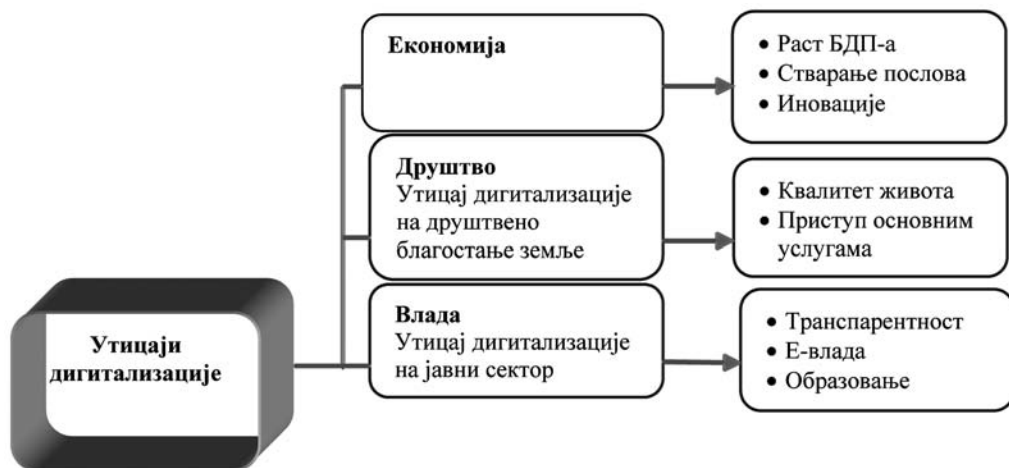 Економија
• Раст БДП-а
• Стварање послова
• Иновације
Друштво
Утицај дигитализације
на друштвено
благостање земље
• Квалитет живота
• Приступ основним
услугама
Утицаји
дигитализације
Влада
Утицај дигитализације
на јавни сектор
• Транспарентност
• Е-влада
• Образовање